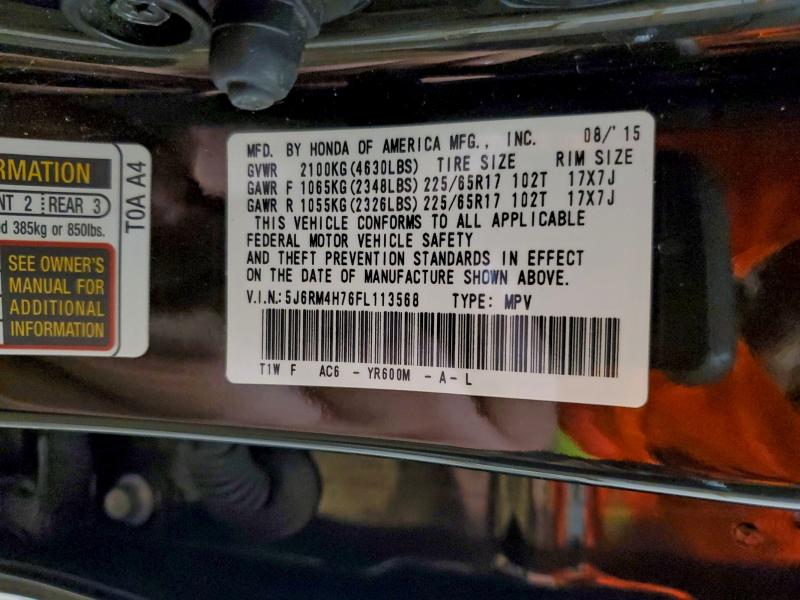 RMATION
NT 2 REAR 3
d 385kg or 850lbs.
SEE OWNER'S
MANUAL FOR
ADDITIONAL
INFORMATION
T0A A4
MFD. BY HONDA OF AMERICA MFG., INC. 08/'15
GVWR 2100KG(4630LBS) TIRE SIZE RIM SIZE
GAWR F 1065KG(2348LBS) 225/65R17 102T 17X7J
GAWR R 1055KG(2326LBS) 225/65R17 102T 17X7J
THIS VEHICLE CONFORMS TO ALL APPLICABLE
FEDERAL MOTOR VEHICLE SAFETY
AND THEFT PREVENTION STANDARDS IN EFFECT
ON THE DATE OF MANUFACTURE SHOWN ABOVE.
V.I.N.: 5J6RM4H76FL113568 TYPE: MPV
T1W F AC6 - YR600M - A - L